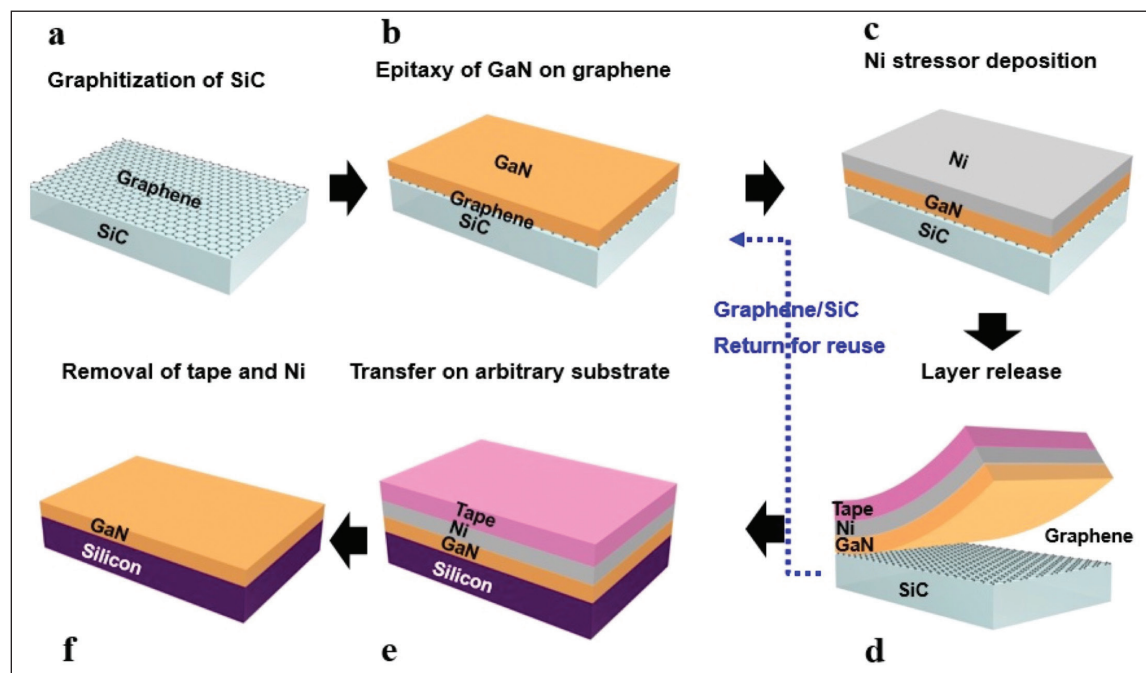 a
Graphitization of SiC
Graphene
SiC
b
Epitaxy of GaN on graphene
GaN
Graphene
SiC
c
Ni stressor deposition
Ni
GaN
SiC
Graphene/SiC
Return for reuse
Layer release
Tape
Ni
GaN
Graphene
SiC
d
Transfer on arbitrary substrate
Tape
Ni
GaN
Silicon
e
Removal of tape and Ni
GaN
Silicon
f